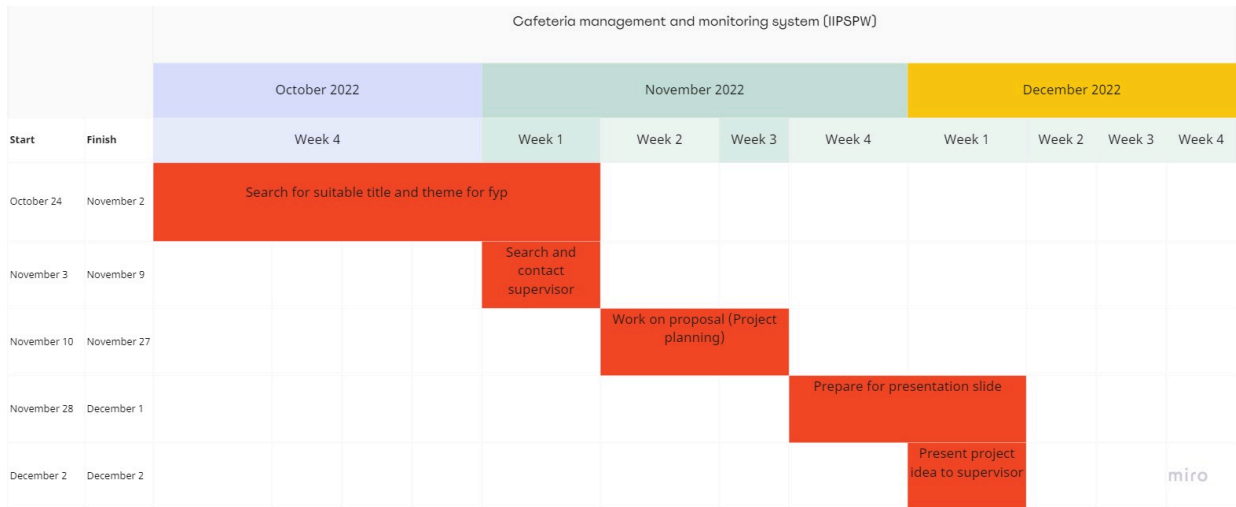 Cafeteria management and monitoring system (IIPSPW)
October 2022 November 2022 December 2022
Start Finish Week 4 Week 1 Week 2 Week 3 Week 4 Week 1 Week 2 Week 3 Week 4
October 24 November 2 Search for suitable title and theme for fyp
November 3 November 9
Search and
contact
supervisor
November 10 November 27
Work on proposal (Project
planning)
November 28 December 1 Prepare for presentation slide
December 2 December 2
Present project
idea to supervisor
miro